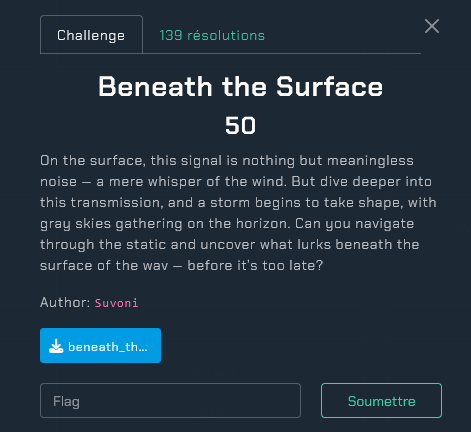 Challenge
139 résolutions
Beneath the Surface
50
On the surface, this signal is nothing but meaningless
noise — a mere whisper of the wind. But dive deeper into
this transmission, and a storm begins to take shape, with
gray skies gathering on the horizon. Can you navigate
through the static and uncover what lurks beneath the
surface of the wav — before it's too late?
Author: Suvoni
beneath_th...
Flag
Soumettre